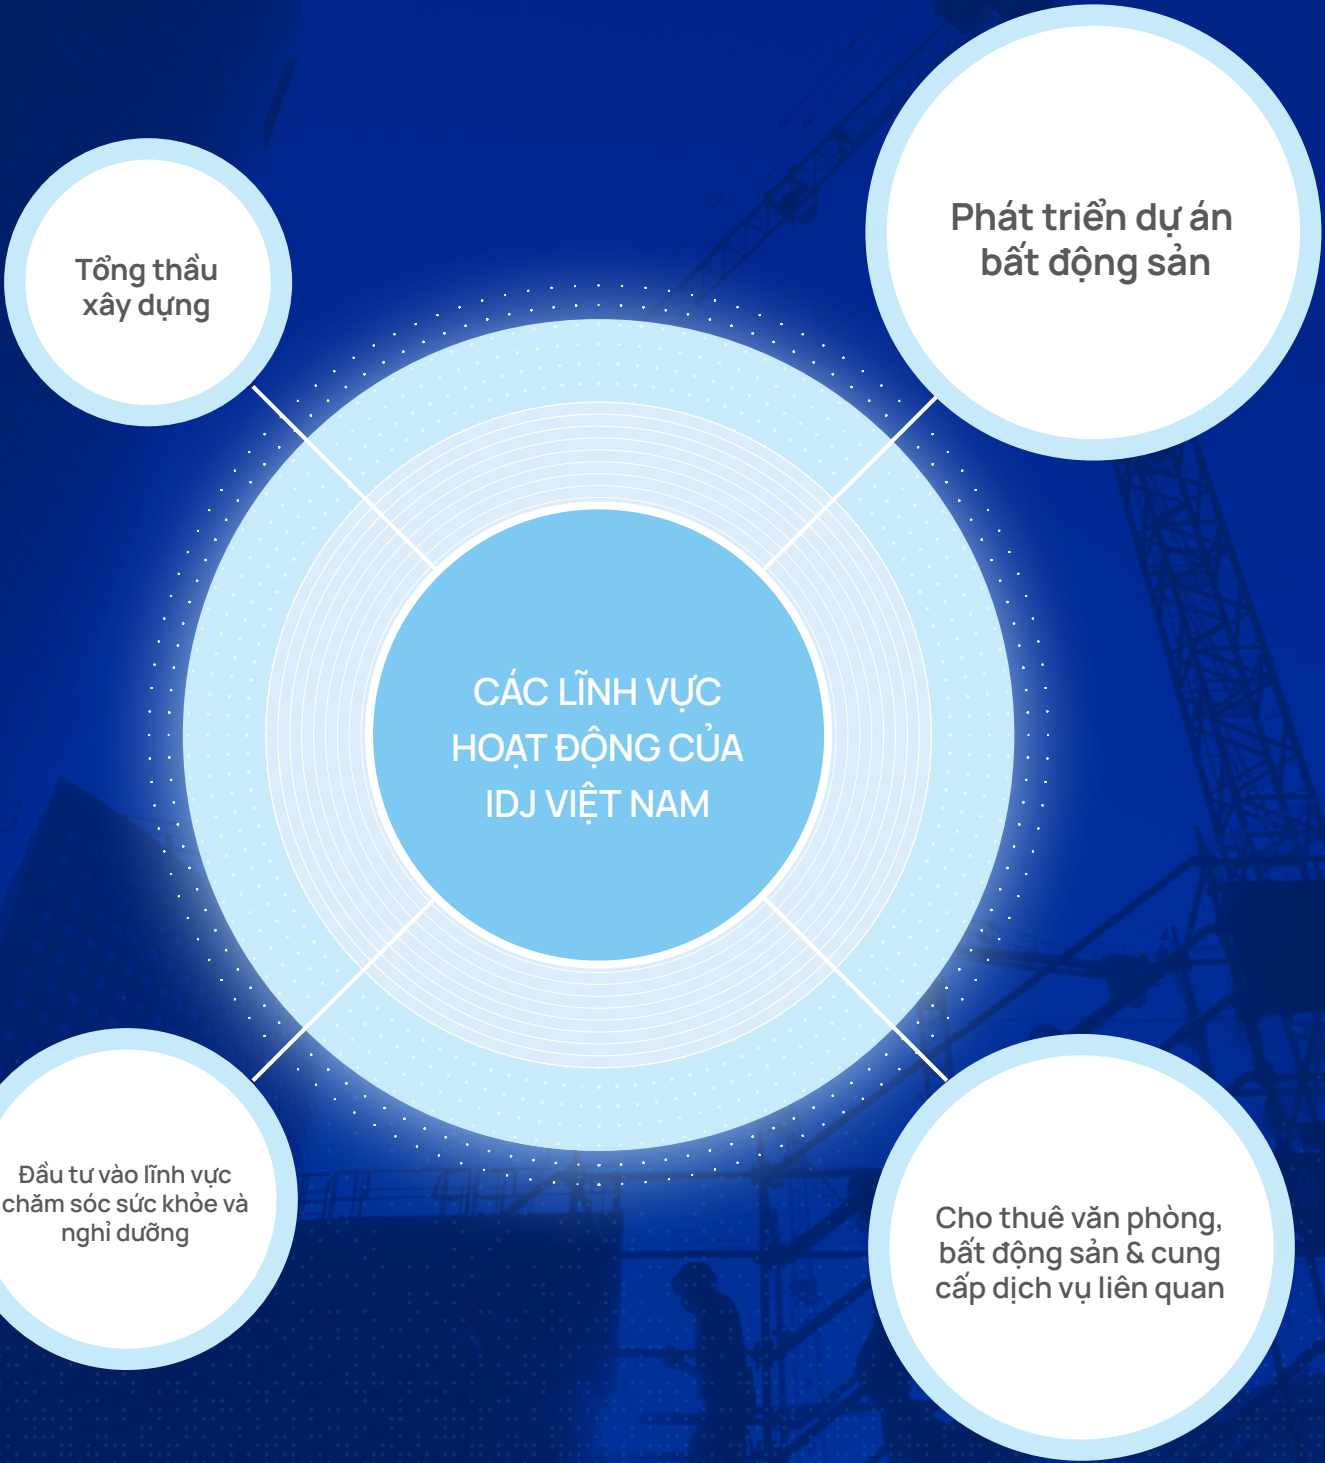 Tổng thầu
xây dựng
Phát triển dự án
bất động sản
CÁC LĨNH VỰC
HOẠT ĐỘNG CỦA
IDJ VIỆT NAM
Đầu tư vào lĩnh vực
chăm sóc sức khỏe và
nghỉ dưỡng
Cho thuê văn phòng,
bất động sản & cung
cấp dịch vụ liên quan